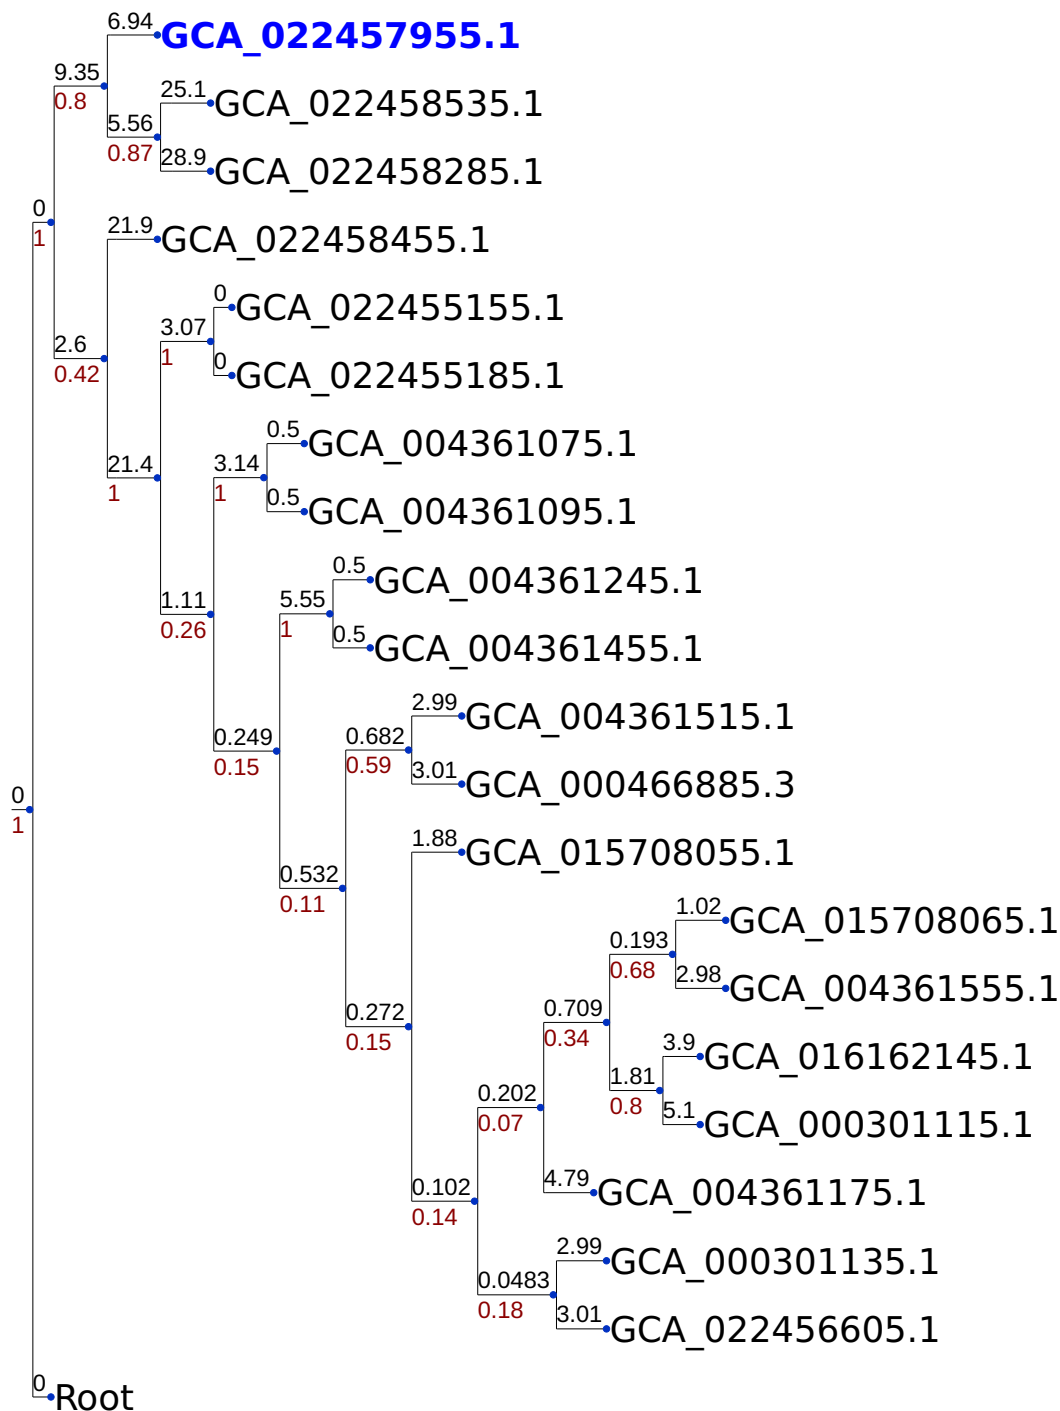 6.94
GCA_022457955.1
9.35
0.8
25.1
GCA_022458535.1
5.56
0.87
28.9
GCA_022458285.1
0
1
21.9
GCA_022458455.1
0
GCA_022455155.1
3.07
1
2.6
0.42
0
GCA_022455185.1
0.5
GCA_004361075.1
21.4
1
3.14
1
0.5
GCA_004361095.1
0.5
GCA_004361245.1
1.11
0.26
5.55
1
0.5
GCA_004361455.1
2.99
GCA_004361515.1
0.249
0.15
0.682
0.59
3.01
GCA_000466885.3
0
1
1.88
GCA_015708055.1
0.532
0.11
1.02
GCA_015708065.1
0.193
0.68
2.98
GCA_004361555.1
0.272
0.15
0.709
0.34
3.9
GCA_016162145.1
1.81
0.8
0.202
0.07
5.1
GCA_000301115.1
4.79
GCA_004361175.1
0.102
0.14
2.99
GCA_000301135.1
0.0483
0.18
3.01
GCA_022456605.1
0
Root